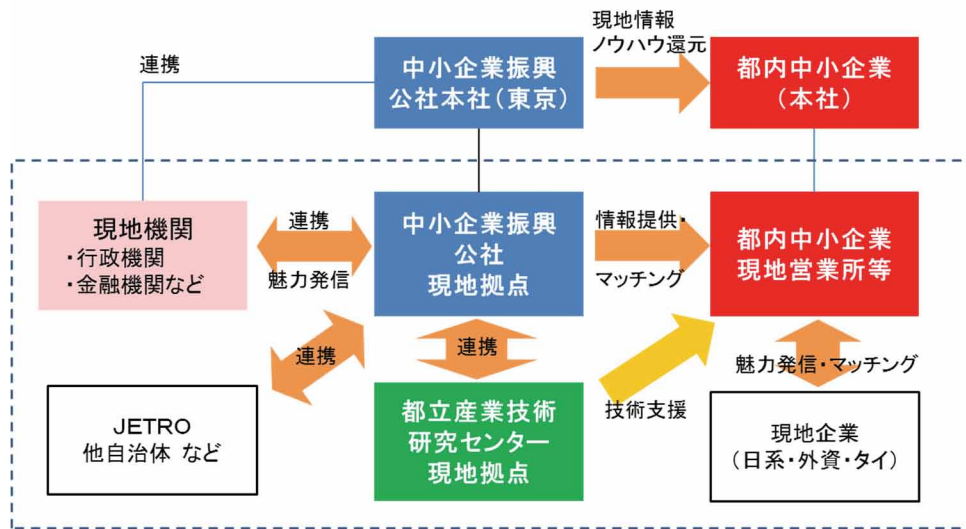 連携
中小企業振興
公社本社（東京）
現地情報
ノウハウ還元
都内中小企業
（本社）
現地機関
・行政機関
・金融機関など
連携
魅力発信
中小企業振興
公社
現地拠点
情報提供・
マッチング
都内中小企業
現地営業所等
連携
連携
技術支援
魅力発信・マッチング
JETRO
他自治体 など
都立産業技術
研究センター
現地拠点
現地企業
（日系・外資・タイ）